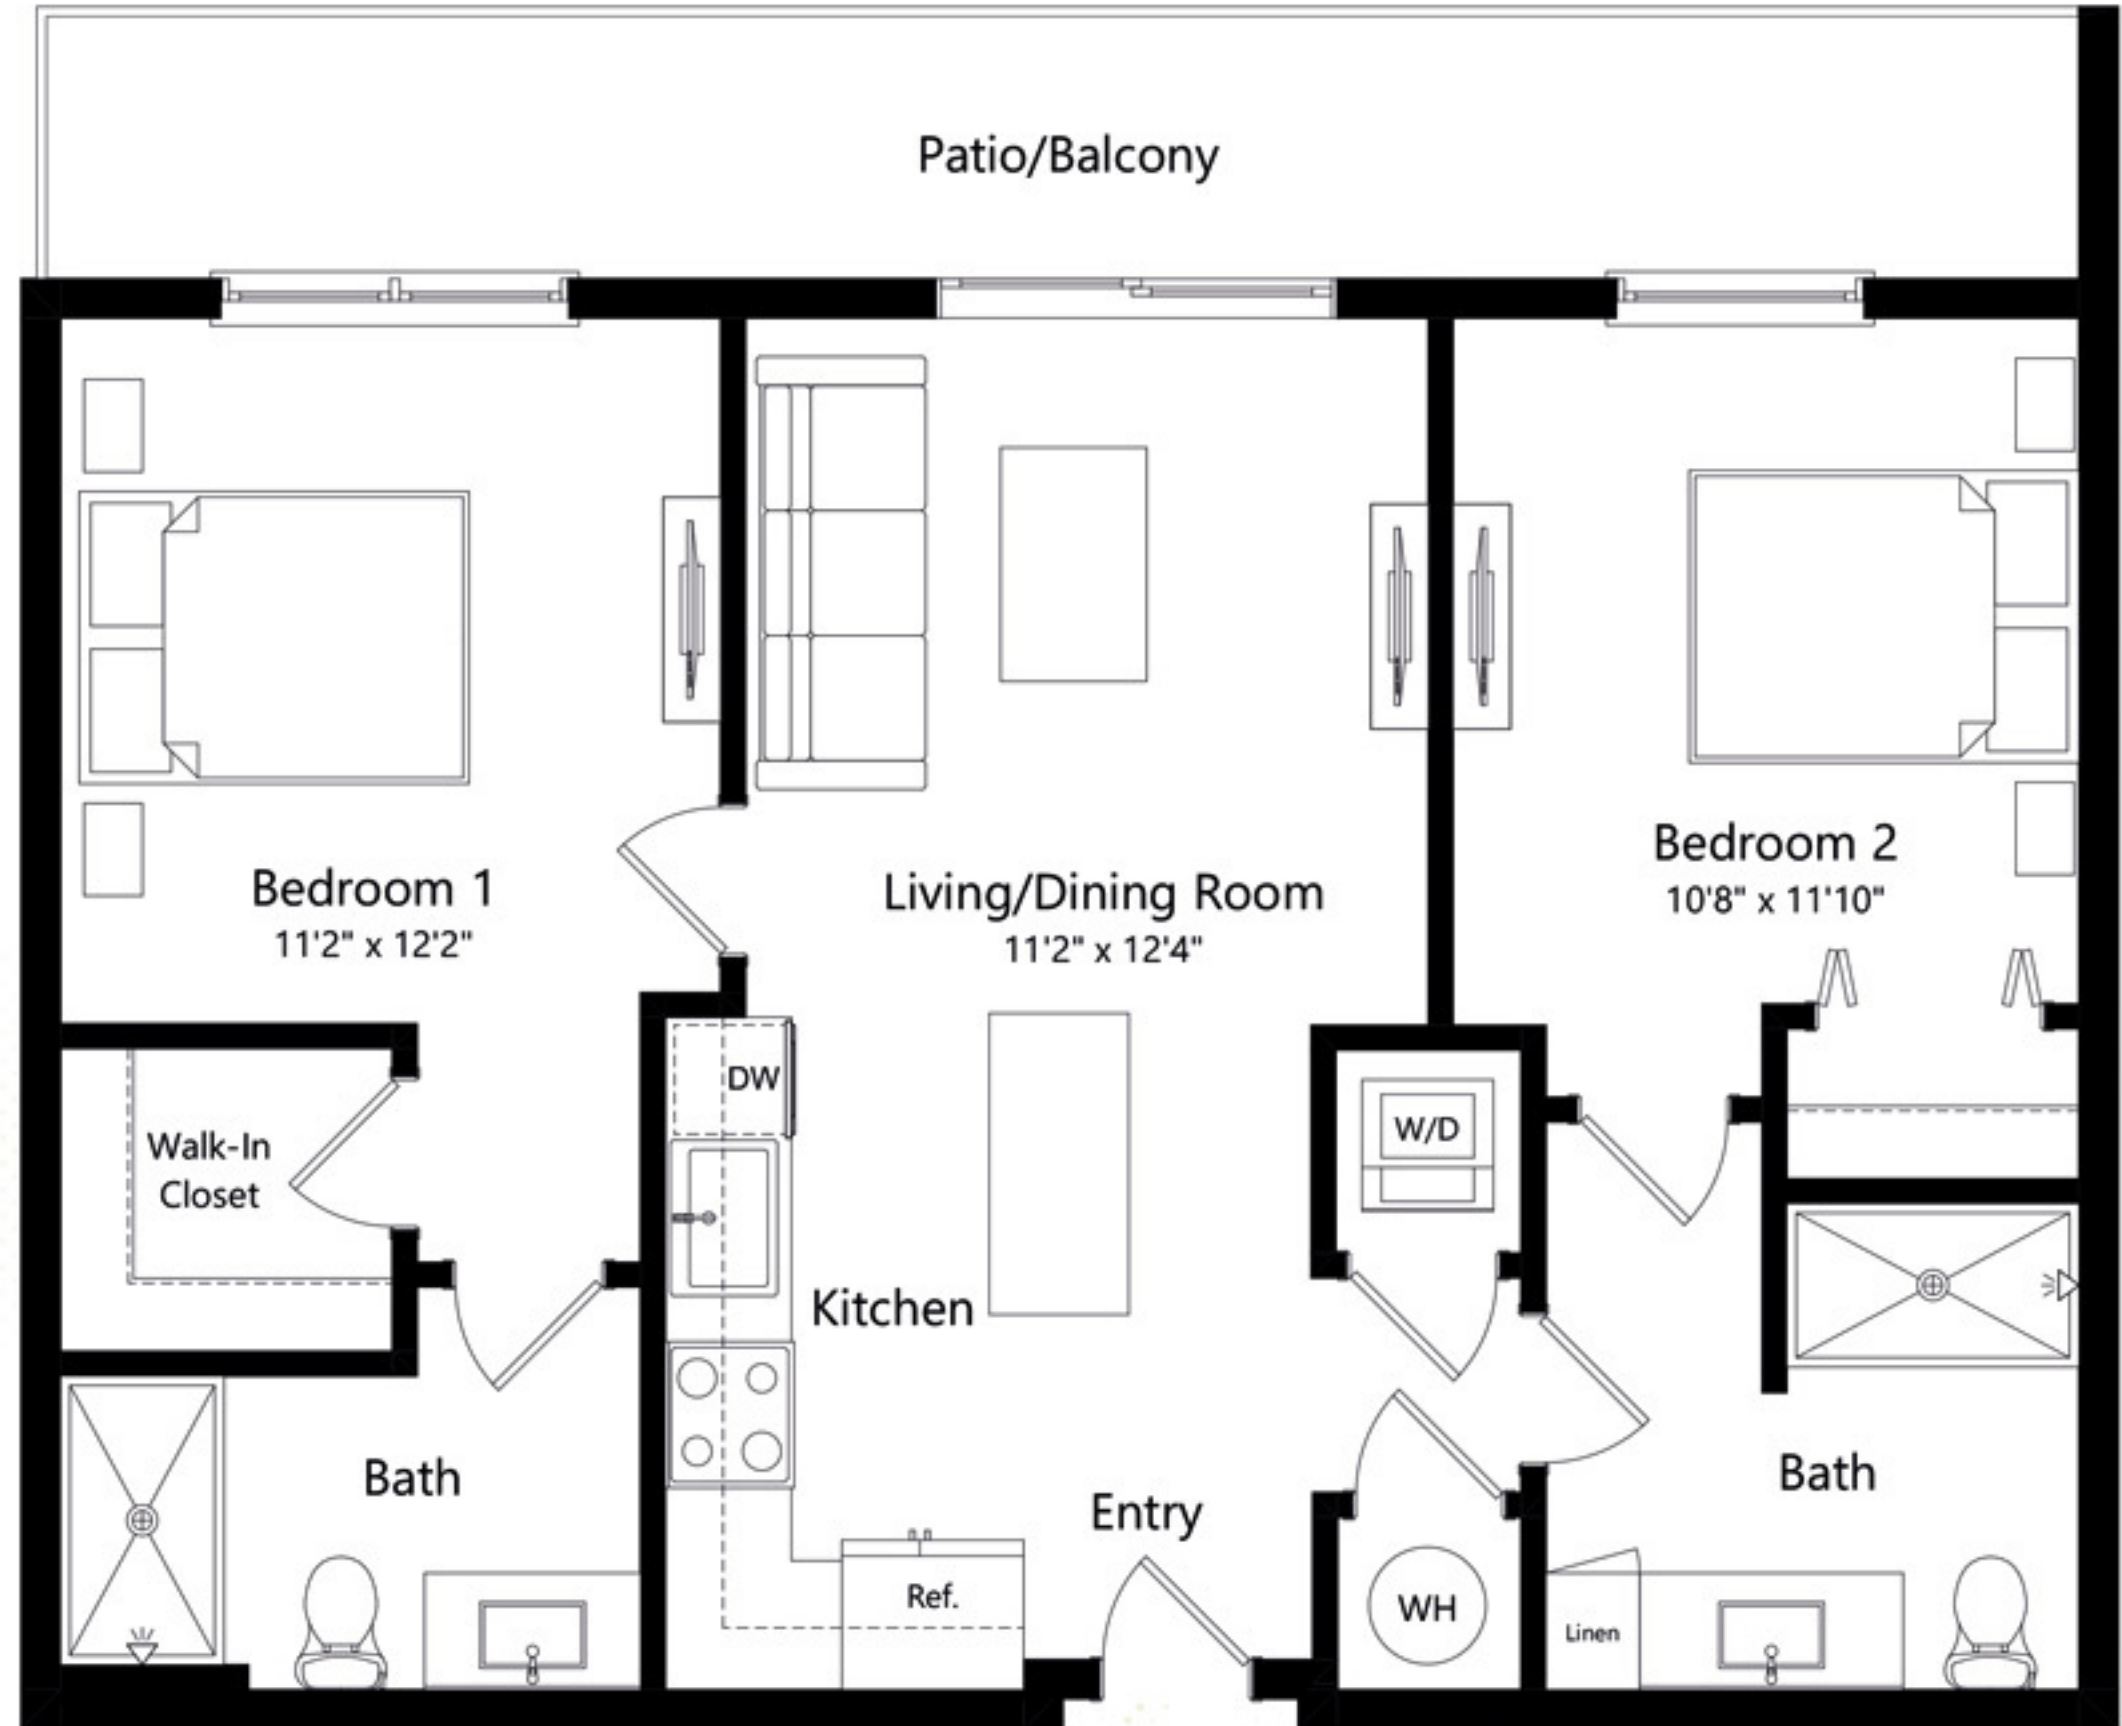 Patio/Balcony
Bedroom 1
11'2" x 12'2"
Living/Dining Room
11'2" x 12'4"
Bedroom 2
10'8" x 11'10"
Walk-In
Closet
DW
W/D
Kitchen
Bath
Entry
Bath
Ref.
WH
Linen